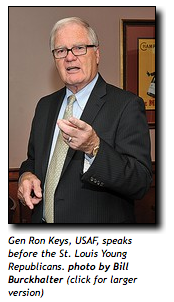 Gen Ron Keys, USAF, speaks
before the St. Louis Young
Republicans. photo by Bill
Burckhalter (click for larger
version)